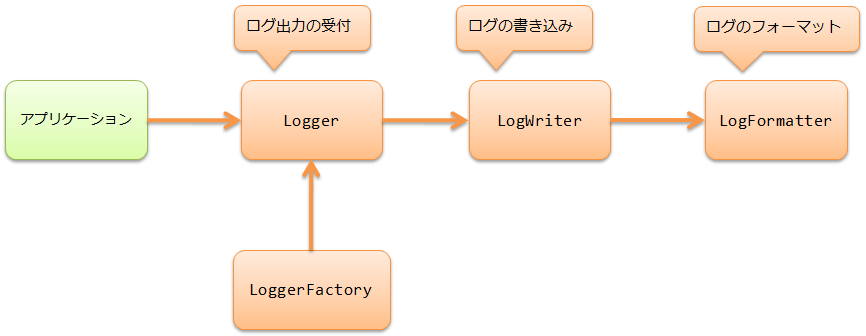 ログ出力の受付
ログの書き込み
ログのフォーマット
アプリケーション
Logger
LogWriter
LogFormatter
LoggerFactory